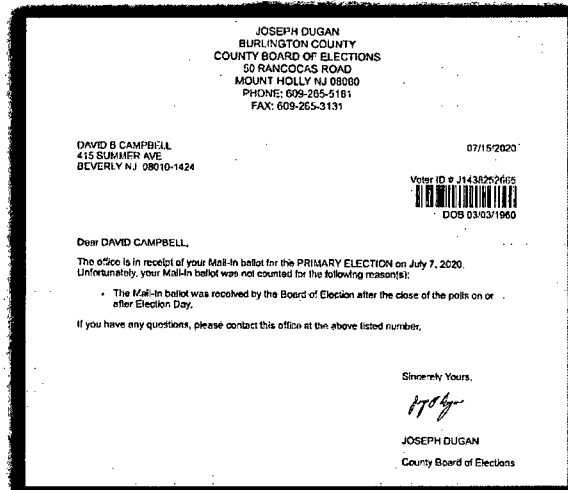 JOSEPH DUGAN
BURLINGTON COUNTY
COUNTY BOARD OF ELECTIONS
50 RANCOCAS ROAD
MOUNT HOLLY NJ 08060
PHONE: 609-265-5161
FAX: 609-265-3131
DAVID B CAMPBELL
415 SUMMER AVE
BEVERLY NJ 08010-1424
07/15/2020
Voter ID # J1438252665
DOB 03/03/1960
Dear DAVID CAMPBELL,
The office is in receipt of your Mail-In ballot for the PRIMARY ELECTION on July 7, 2020.
Unfortunately, your Mail-In ballot was not counted for the following reason(s):
• The Mail-In ballot was received by the Board of Election after the close of the polls on or
after Election Day.
If you have any questions, please contact this office at the above listed number.
Sincerely Yours,
JOSEPH DUGAN
County Board of Elections